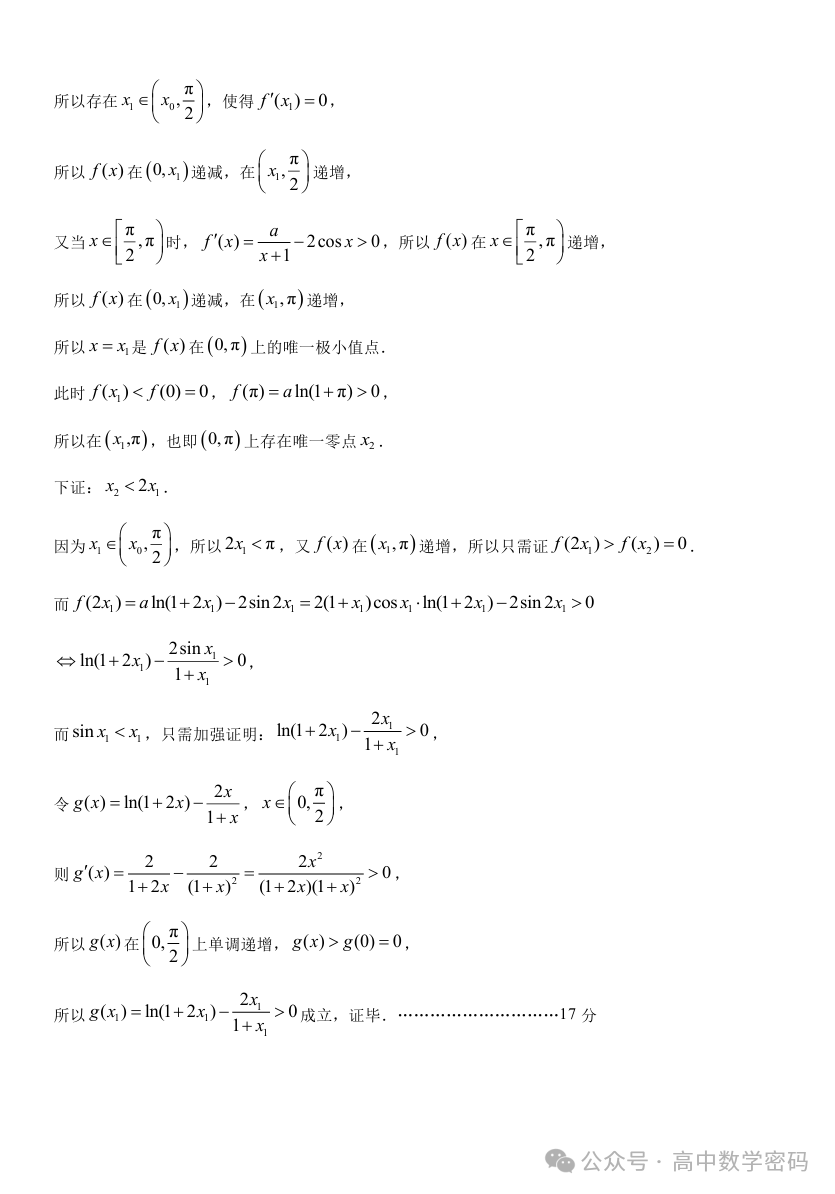 所以存在 x₁∈(x₀, π/2)，使得 f′(x₁)=0，
所以 f(x) 在 (0, x₁) 递减，在 (x₁, π/2) 递增，
又当 x∈[π/2, π) 时，f′(x)=a/(x+1)−2cos x>0，所以 f(x) 在 x∈[π/2, π) 递增，
所以 f(x) 在 (0, x₁) 递减，在 (x₁, π) 递增，
所以 x=x₁ 是 f(x) 在 (0, π) 上的唯一极小值点．
此时 f(x₁)<f(0)=0，f(π)=aln(1+π)>0，
所以在 (x₁,π)，也即 (0, π) 上存在唯一零点 x₂．
下证：x₂<2x₁．
因为 x₁∈(x₀, π/2)，所以 2x₁<π，又 f(x) 在 (x₁,π) 递增，所以只需证 f(2x₁)>f(x₂)=0．
而 f(2x₁)=aln(1+2x₁)−2sin 2x₁=2(1+x₁)cos x₁·ln(1+2x₁)−2sin 2x₁>0
⇔ln(1+2x₁)−2sin x₁/(1+x₁)>0，
而 sin x₁<x₁，只需加强证明：ln(1+2x₁)−2x₁/(1+x₁)>0，
令 g(x)=ln(1+2x)−2x/(1+x)，x∈(0, π/2)，
则 g′(x)=2/(1+2x)−2/(1+x)²=2x²/((1+2x)(1+x)²)>0，
所以 g(x) 在 (0, π/2) 上单调递增，g(x)>g(0)=0，
所以 g(x₁)=ln(1+2x₁)−2x₁/(1+x₁)>0 成立，证毕．…………………………17 分
公众号·高中数学密码